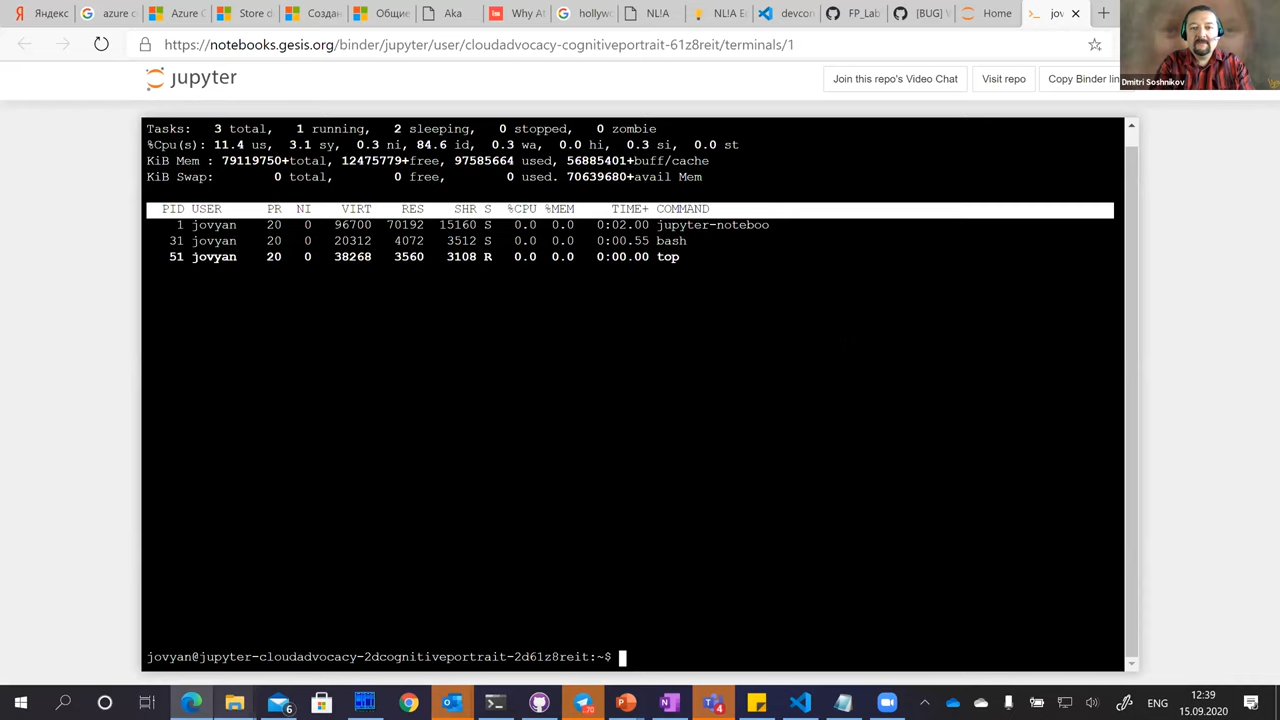 Яндекс
azure c
Azure C
Store d
Создан
Общие
Aka
Why At
hollyw
NL!A
NL!A E
devcon
FP_Lab
[BUG] V
Home
jov
https://notebooks.gesis.org/binder/jupyter/user/cloudadvocacy-cognitiveportrait-61z8reit/terminals/1
Dmitri Soshnikov
jupyter
Join this repo's Video Chat
Visit repo
Copy Binder lin
Tasks: 3 total, 1 running, 2 sleeping, 0 stopped, 0 zombie
%Cpu(s): 11.4 us, 3.1 sy, 0.3 ni, 84.6 id, 0.3 wa, 0.0 hi, 0.3 si, 0.0 st
KiB Mem : 79119750+total, 12475779+free, 97585664 used, 56885401+buff/cache
KiB Swap: 0 total, 0 free, 0 used. 70639680+avail Mem
PID USER PR NI VIRT RES SHR S %CPU %MEM TIME+ COMMAND
1 jovyan 20 0 96700 70192 15160 S 0.0 0.0 0:02.00 jupyter-noteboo
31 jovyan 20 0 20312 4072 3512 S 0.0 0.0 0:00.55 bash
51 jovyan 20 0 38268 3560 3108 R 0.0 0.0 0:00.00 top
jovyan@jupyter-cloudadvocacy-2dcognitiveportrait-2d61z8reit:~$
6
70
4
ENG
12:39
15.09.2020